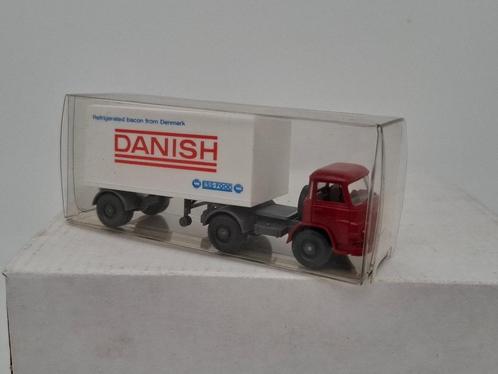 Refrigerated bacon from Denmark
DANISH
ESS-FOOD